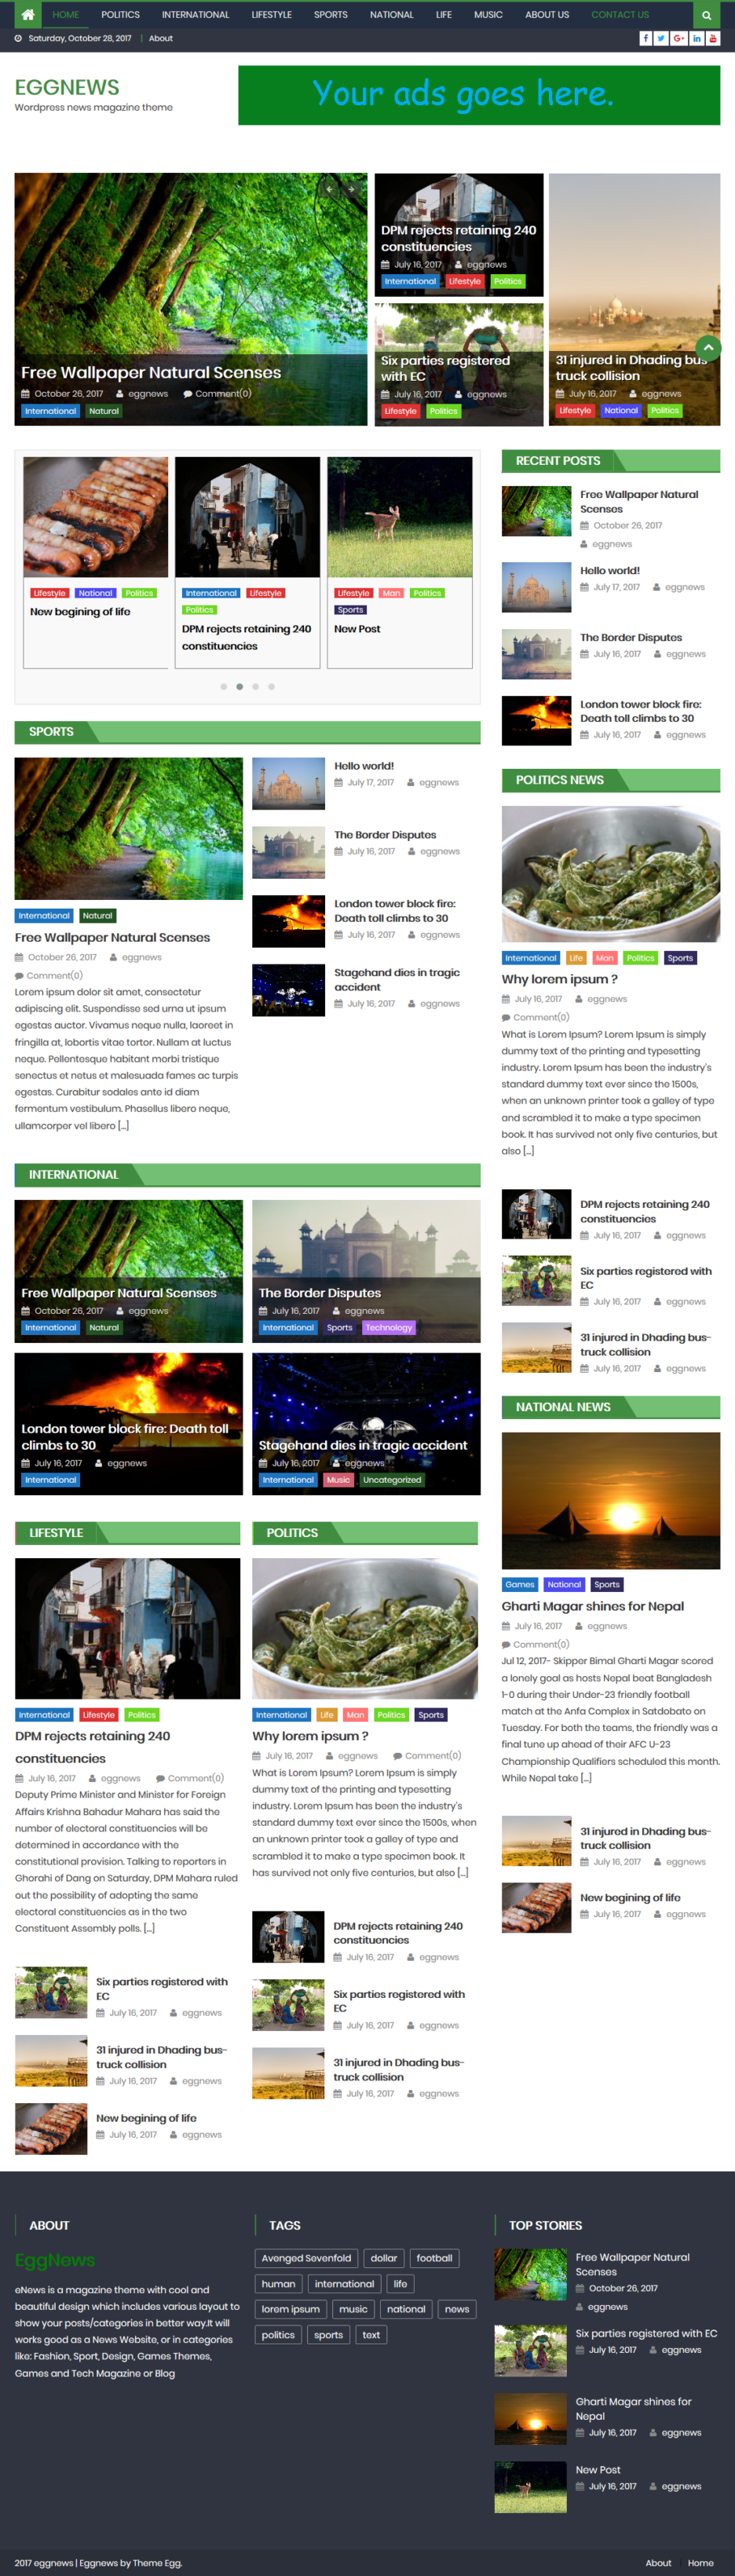 HOME POLITICS INTERNATIONAL LIFESTYLE SPORTS NATIONAL LIFE MUSIC ABOUT US CONTACT US
Saturday, October 28, 2017 | About
EGGNEWS
Wordpress news magazine theme
Your ads goes here.
Free Wallpaper Natural Scenses
October 26, 2017 eggnews Comment(0)
International Natural
DPM rejects retaining 240
constituencies
July 16, 2017 eggnews
International Lifestyle Politics
Six parties registered
with EC
July 16, 2017 eggnews
Lifestyle Politics
31 injured in Dhading bus-
truck collision
July 16, 2017 eggnews
Lifestyle National Politics
Lifestyle National Politics
New begining of life
International Lifestyle
Politics
DPM rejects retaining 240
constituencies
Lifestyle Man Politics
Sports
New Post
RECENT POSTS
Free Wallpaper Natural
Scenses
October 26, 2017
eggnews
Hello world!
July 17, 2017 eggnews
The Border Disputes
July 16, 2017 eggnews
London tower block fire:
Death toll climbs to 30
July 16, 2017 eggnews
SPORTS
International Natural
Free Wallpaper Natural Scenses
October 26, 2017 eggnews
Comment(0)
Lorem ipsum dolor sit amet, consectetur
adipiscing elit. Suspendisse sed urna ut ipsum
egestas auctor. Vivamus neque nulla, laoreet in
fringilla at, lobortis vitae tortor. Nullam at luctus
neque. Pellentesque habitant morbi tristique
senectus et netus et malesuada fames ac turpis
egestas. Curabitur sodales ante id diam
fermentum vestibulum. Phasellus libero neque,
ullamcorper vel libero [...]
Hello world!
July 17, 2017 eggnews
The Border Disputes
July 16, 2017 eggnews
London tower block fire:
Death toll climbs to 30
July 16, 2017 eggnews
Stagehand dies in tragic
accident
July 16, 2017 eggnews
POLITICS NEWS
International Life Man Politics Sports
Why lorem ipsum ?
July 16, 2017 eggnews
Comment(0)
What is Lorem Ipsum? Lorem Ipsum is simply
dummy text of the printing and typesetting
industry. Lorem Ipsum has been the industry's
standard dummy text ever since the 1500s,
when an unknown printer took a galley of type
and scrambled it to make a type specimen
book. It has survived not only five centuries, but
also [...]
DPM rejects retaining 240
constituencies
July 16, 2017 eggnews
Six parties registered with
EC
July 16, 2017 eggnews
31 injured in Dhading bus-
truck collision
July 16, 2017 eggnews
INTERNATIONAL
Free Wallpaper Natural Scenses
October 26, 2017 eggnews
International Natural
The Border Disputes
July 16, 2017 eggnews
International Sports Technology
London tower block fire: Death toll
climbs to 30
July 16, 2017 eggnews
International
Stagehand dies in tragic accident
July 16, 2017 eggnews
International Music Uncategorized
NATIONAL NEWS
Games National Sports
Gharti Magar shines for Nepal
July 16, 2017 eggnews
Comment(0)
Jul 12, 2017- Skipper Bimal Gharti Magar scored
a lonely goal as hosts Nepal beat Bangladesh
1-0 during their Under-23 friendly football
match at the Anfa Complex in Satdobato on
Tuesday. For both the teams, the friendly was a
final tune up ahead of their AFC U-23
Championship Qualifiers scheduled this month.
While Nepal take [...]
31 injured in Dhading bus-
truck collision
July 16, 2017 eggnews
New begining of life
July 16, 2017 eggnews
LIFESTYLE
International Lifestyle Politics
DPM rejects retaining 240
constituencies
July 16, 2017 eggnews Comment(0)
Deputy Prime Minister and Minister for Foreign
Affairs Krishna Bahadur Mahara has said the
number of electoral constituencies will be
determined in accordance with the
constitutional provision. Talking to reporters in
Ghorahi of Dang on Saturday, DPM Mahara ruled
out the possibility of adopting the same
electoral constituencies as in the two
Constituent Assembly polls. [...]
Six parties registered with
EC
July 16, 2017 eggnews
31 injured in Dhading bus-
truck collision
July 16, 2017 eggnews
New begining of life
July 16, 2017 eggnews
POLITICS
International Life Man Politics Sports
Why lorem ipsum ?
July 16, 2017 eggnews Comment(0)
What is Lorem Ipsum? Lorem Ipsum is simply
dummy text of the printing and typesetting
industry. Lorem Ipsum has been the industry's
standard dummy text ever since the 1500s, when
an unknown printer took a galley of type and
scrambled it to make a type specimen book. It
has survived not only five centuries, but also [...]
DPM rejects retaining 240
constituencies
July 16, 2017 eggnews
Six parties registered with
EC
July 16, 2017 eggnews
31 injured in Dhading bus-
truck collision
July 16, 2017 eggnews
ABOUT
EggNews
eNews is a magazine theme with cool and
beautiful design which includes various layout to
show your posts/categories in better way.It will
works good as a News Website, or in categories
like: Fashion, Sport, Design, Games Themes,
Games and Tech Magazine or Blog
TAGS
Avenged Sevenfold dollar football
human international life
lorem ipsum music national news
politics sports text
TOP STORIES
Free Wallpaper Natural
Scenses
October 26, 2017
eggnews
Six parties registered with EC
July 16, 2017 eggnews
Gharti Magar shines for
Nepal
July 16, 2017 eggnews
New Post
July 16, 2017 eggnews
2017 eggnews | Eggnews by Theme Egg.
About Home